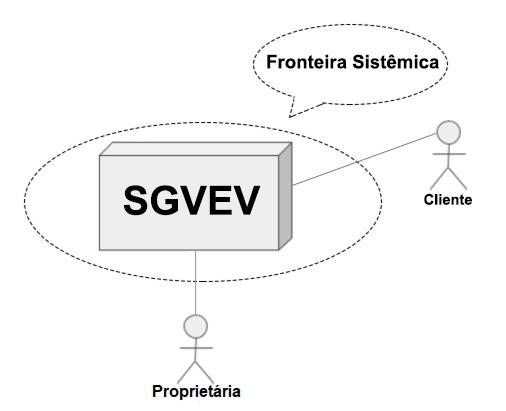 Fronteira Sistêmica
SGVEV
Cliente
Proprietária